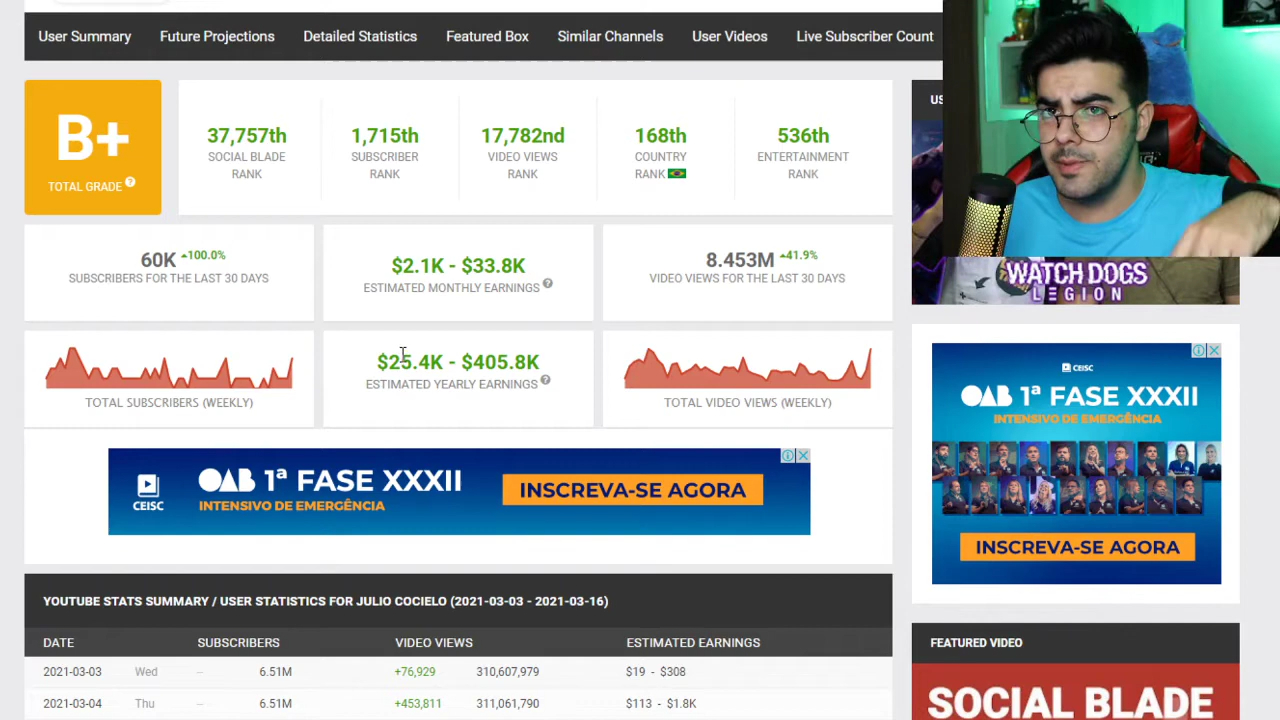 User Summary
Future Projections
Detailed Statistics
Featured Box
Similar Channels
User Videos
Live Subscriber Count
B+
TOTAL GRADE
37,757th
SOCIAL BLADE
RANK
1,715th
SUBSCRIBER
RANK
17,782nd
VIDEO VIEWS
RANK
168th
COUNTRY
RANK
536th
ENTERTAINMENT
RANK
US
60K 100.0%
SUBSCRIBERS FOR THE LAST 30 DAYS
$2.1K - $33.8K
ESTIMATED MONTHLY EARNINGS
8.453M 41.9%
VIDEO VIEWS FOR THE LAST 30 DAYS
WATCH DOGS
LEGION
TOTAL SUBSCRIBERS (WEEKLY)
$25.4K - $405.8K
ESTIMATED YEARLY EARNINGS
TOTAL VIDEO VIEWS (WEEKLY)
CEISC
OAB 1ª FASE XXXII
INTENSIVO DE EMERGÊNCIA
INSCREVA-SE AGORA
CEISC
OAB 1ª FASE XXXII
INTENSIVO DE EMERGÊNCIA
INSCREVA-SE AGORA
YOUTUBE STATS SUMMARY / USER STATISTICS FOR JULIO COCIELO (2021-03-03 - 2021-03-16)
DATE SUBSCRIBERS VIDEO VIEWS ESTIMATED EARNINGS
2021-03-03 Wed -- 6.51M +76,929 310,607,979 $19 - $308
2021-03-04 Thu -- 6.51M +453,811 311,061,790 $113 - $1.8K
FEATURED VIDEO
SOCIAL BLADE